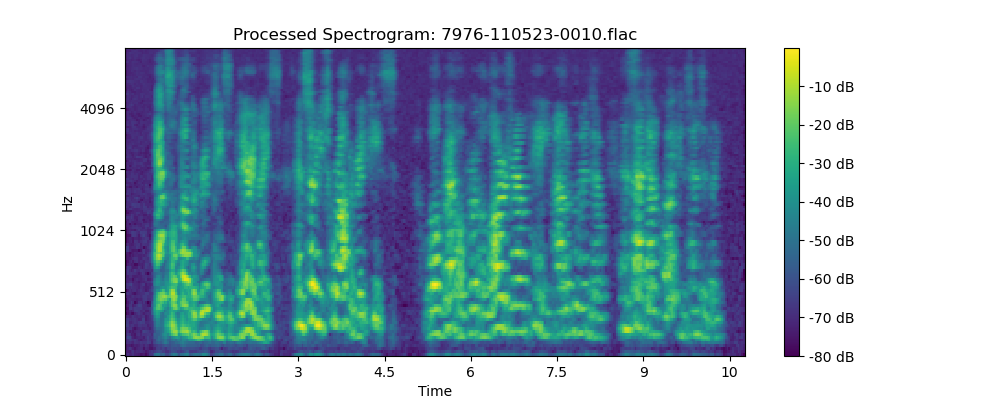 Processed Spectrogram: 7976-110523-0010.flac
Hz
4096
2048
1024
512
0
0 1.5 3 4.5 6 7.5 9 10
Time
-10 dB
-20 dB
-30 dB
-40 dB
-50 dB
-60 dB
-70 dB
-80 dB